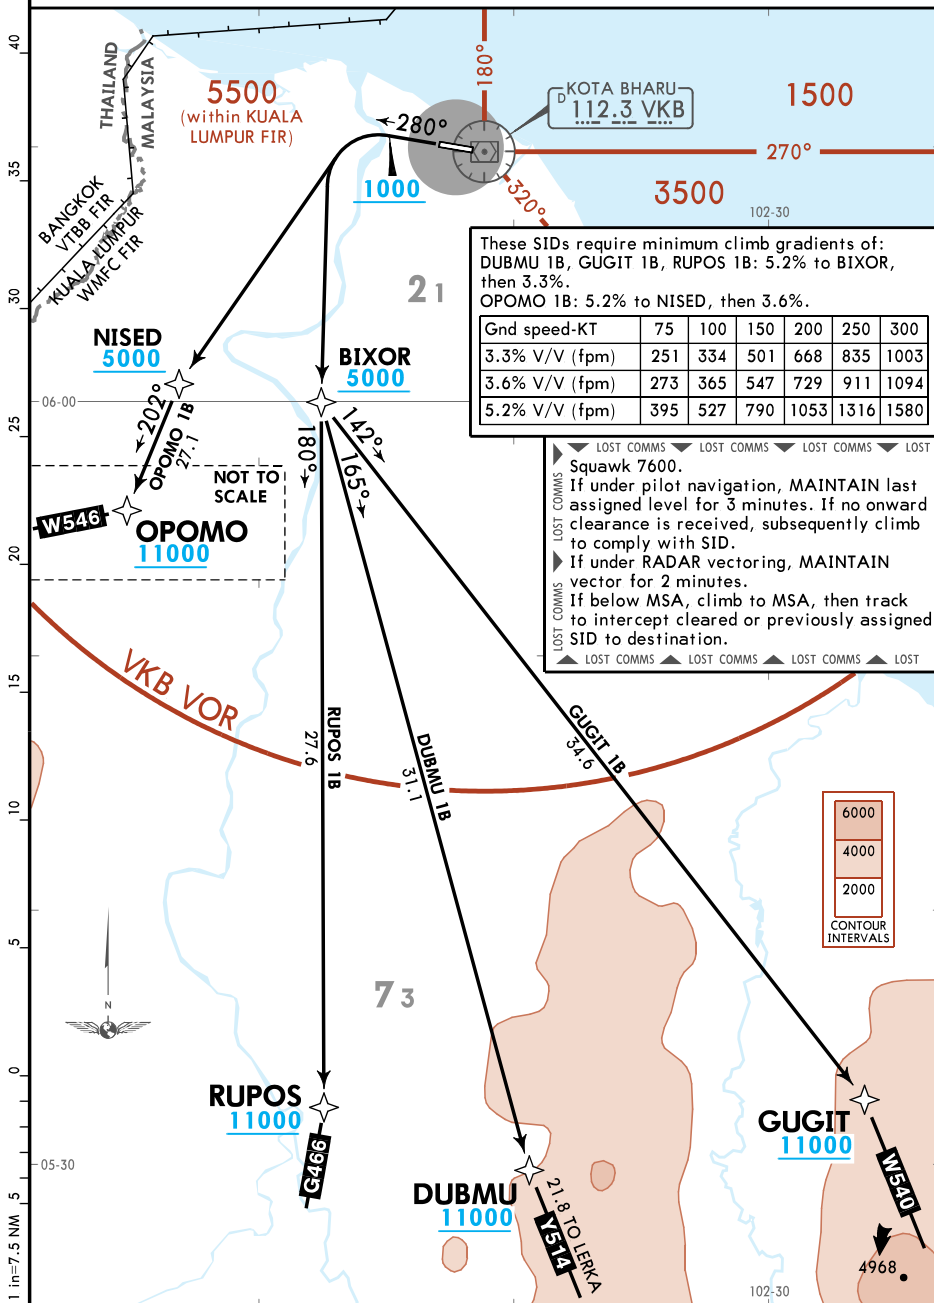 40
35
30
25
20
15
10
5
0
5
1 in=7.5 NM
THAILAND
MALAYSIA
5500
(within KUALA
LUMPUR FIR)
180°
KOTA BHARU
D 112.3 VKB
1500
←280°
270°
1000
320°
3500
102-30
BANGKOK
VTBB FIR
KUALA LUMPUR
WMFC FIR
21
These SIDs require minimum climb gradients of:
DUBMU 1B, GUGIT 1B, RUPOS 1B: 5.2% to BIXOR,
then 3.3%.
OPOMO 1B: 5.2% to NISED, then 3.6%.
Gnd speed-KT 75 100 150 200 250 300
3.3% V/V (fpm) 251 334 501 668 835 1003
3.6% V/V (fpm) 273 365 547 729 911 1094
5.2% V/V (fpm) 395 527 790 1053 1316 1580
NISED
5000
BIXOR
5000
06-00
←202°
OPOMO 1B
27.1
180°→
165°→
142°→
NOT TO
SCALE
W546
OPOMO
11000
LOST COMMS LOST COMMS LOST COMMS LOST
LOST COMMS
LOST COMMS
Squawk 7600.
If under pilot navigation, MAINTAIN last
assigned level for 3 minutes. If no onward
clearance is received, subsequently climb
to comply with SID.
If under RADAR vectoring, MAINTAIN
vector for 2 minutes.
If below MSA, climb to MSA, then track
to intercept cleared or previously assigned
SID to destination.
LOST COMMS LOST COMMS LOST COMMS LOST
VKB VOR
RUPOS 1B
27.6
DUBMU 1B
31.1
GUGIT 1B
34.6
6000
4000
2000
CONTOUR
INTERVALS
73
N
RUPOS
11000
G466
05-30
DUBMU
11000
Y514
21.8 TO LERKA
GUGIT
11000
W540
4968
102-30